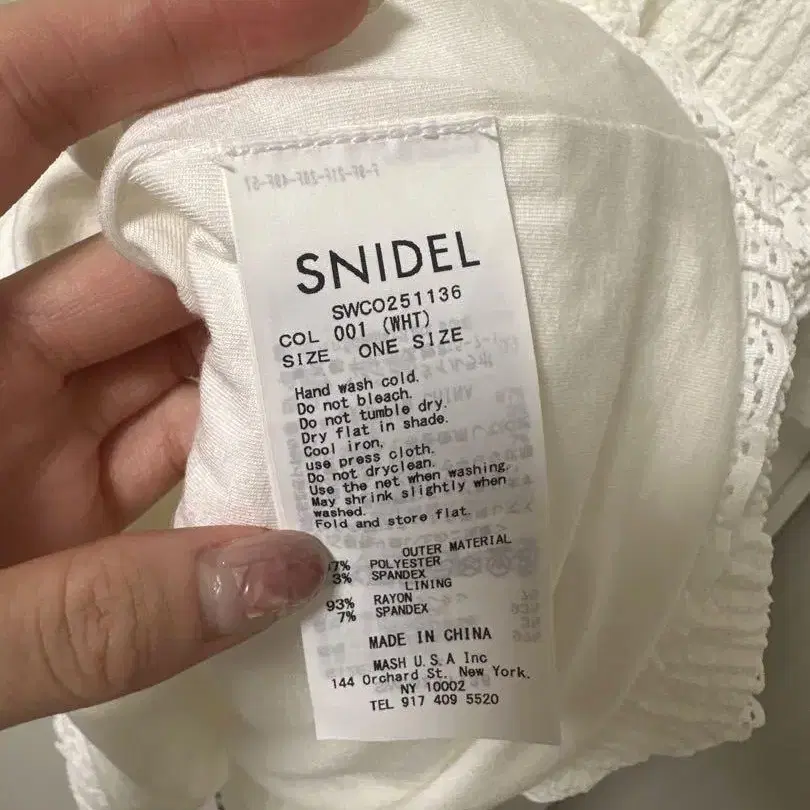 SNIDEL
SWCO251136
COL 001 (WHT)
SIZE ONE SIZE
Hand wash cold.
Do not bleach.
Do not tumble dry.
Dry flat in shade.
Cool iron,
use press cloth.
Do not dryclean.
Use the net when washing.
May shrink slightly when
washed.
Fold and store flat.
OUTER MATERIAL
7% POLYESTER
3% SPANDEX
LINING
93% RAYON
7% SPANDEX
MADE IN CHINA
MASH U.S.A Inc
144 Orchard St. New York.
NY 10002
TEL 917 409 5520